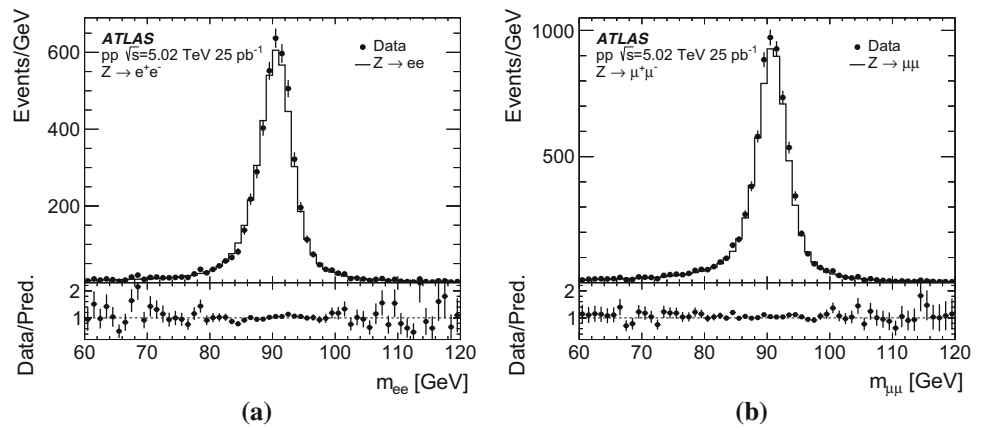 Events/GeV
600
400
200
ATLAS
pp √s=5.02 TeV 25 pb⁻¹
Z → e⁺e⁻
Data
Z → ee
Data/Pred.
2
1
60 70 80 90 100 110 120
m_ee [GeV]
(a)
Events/GeV
1000
500
ATLAS
pp √s=5.02 TeV 25 pb⁻¹
Z → μ⁺μ⁻
Data
Z → μμ
Data/Pred.
2
1
60 70 80 90 100 110 120
m_μμ [GeV]
(b)